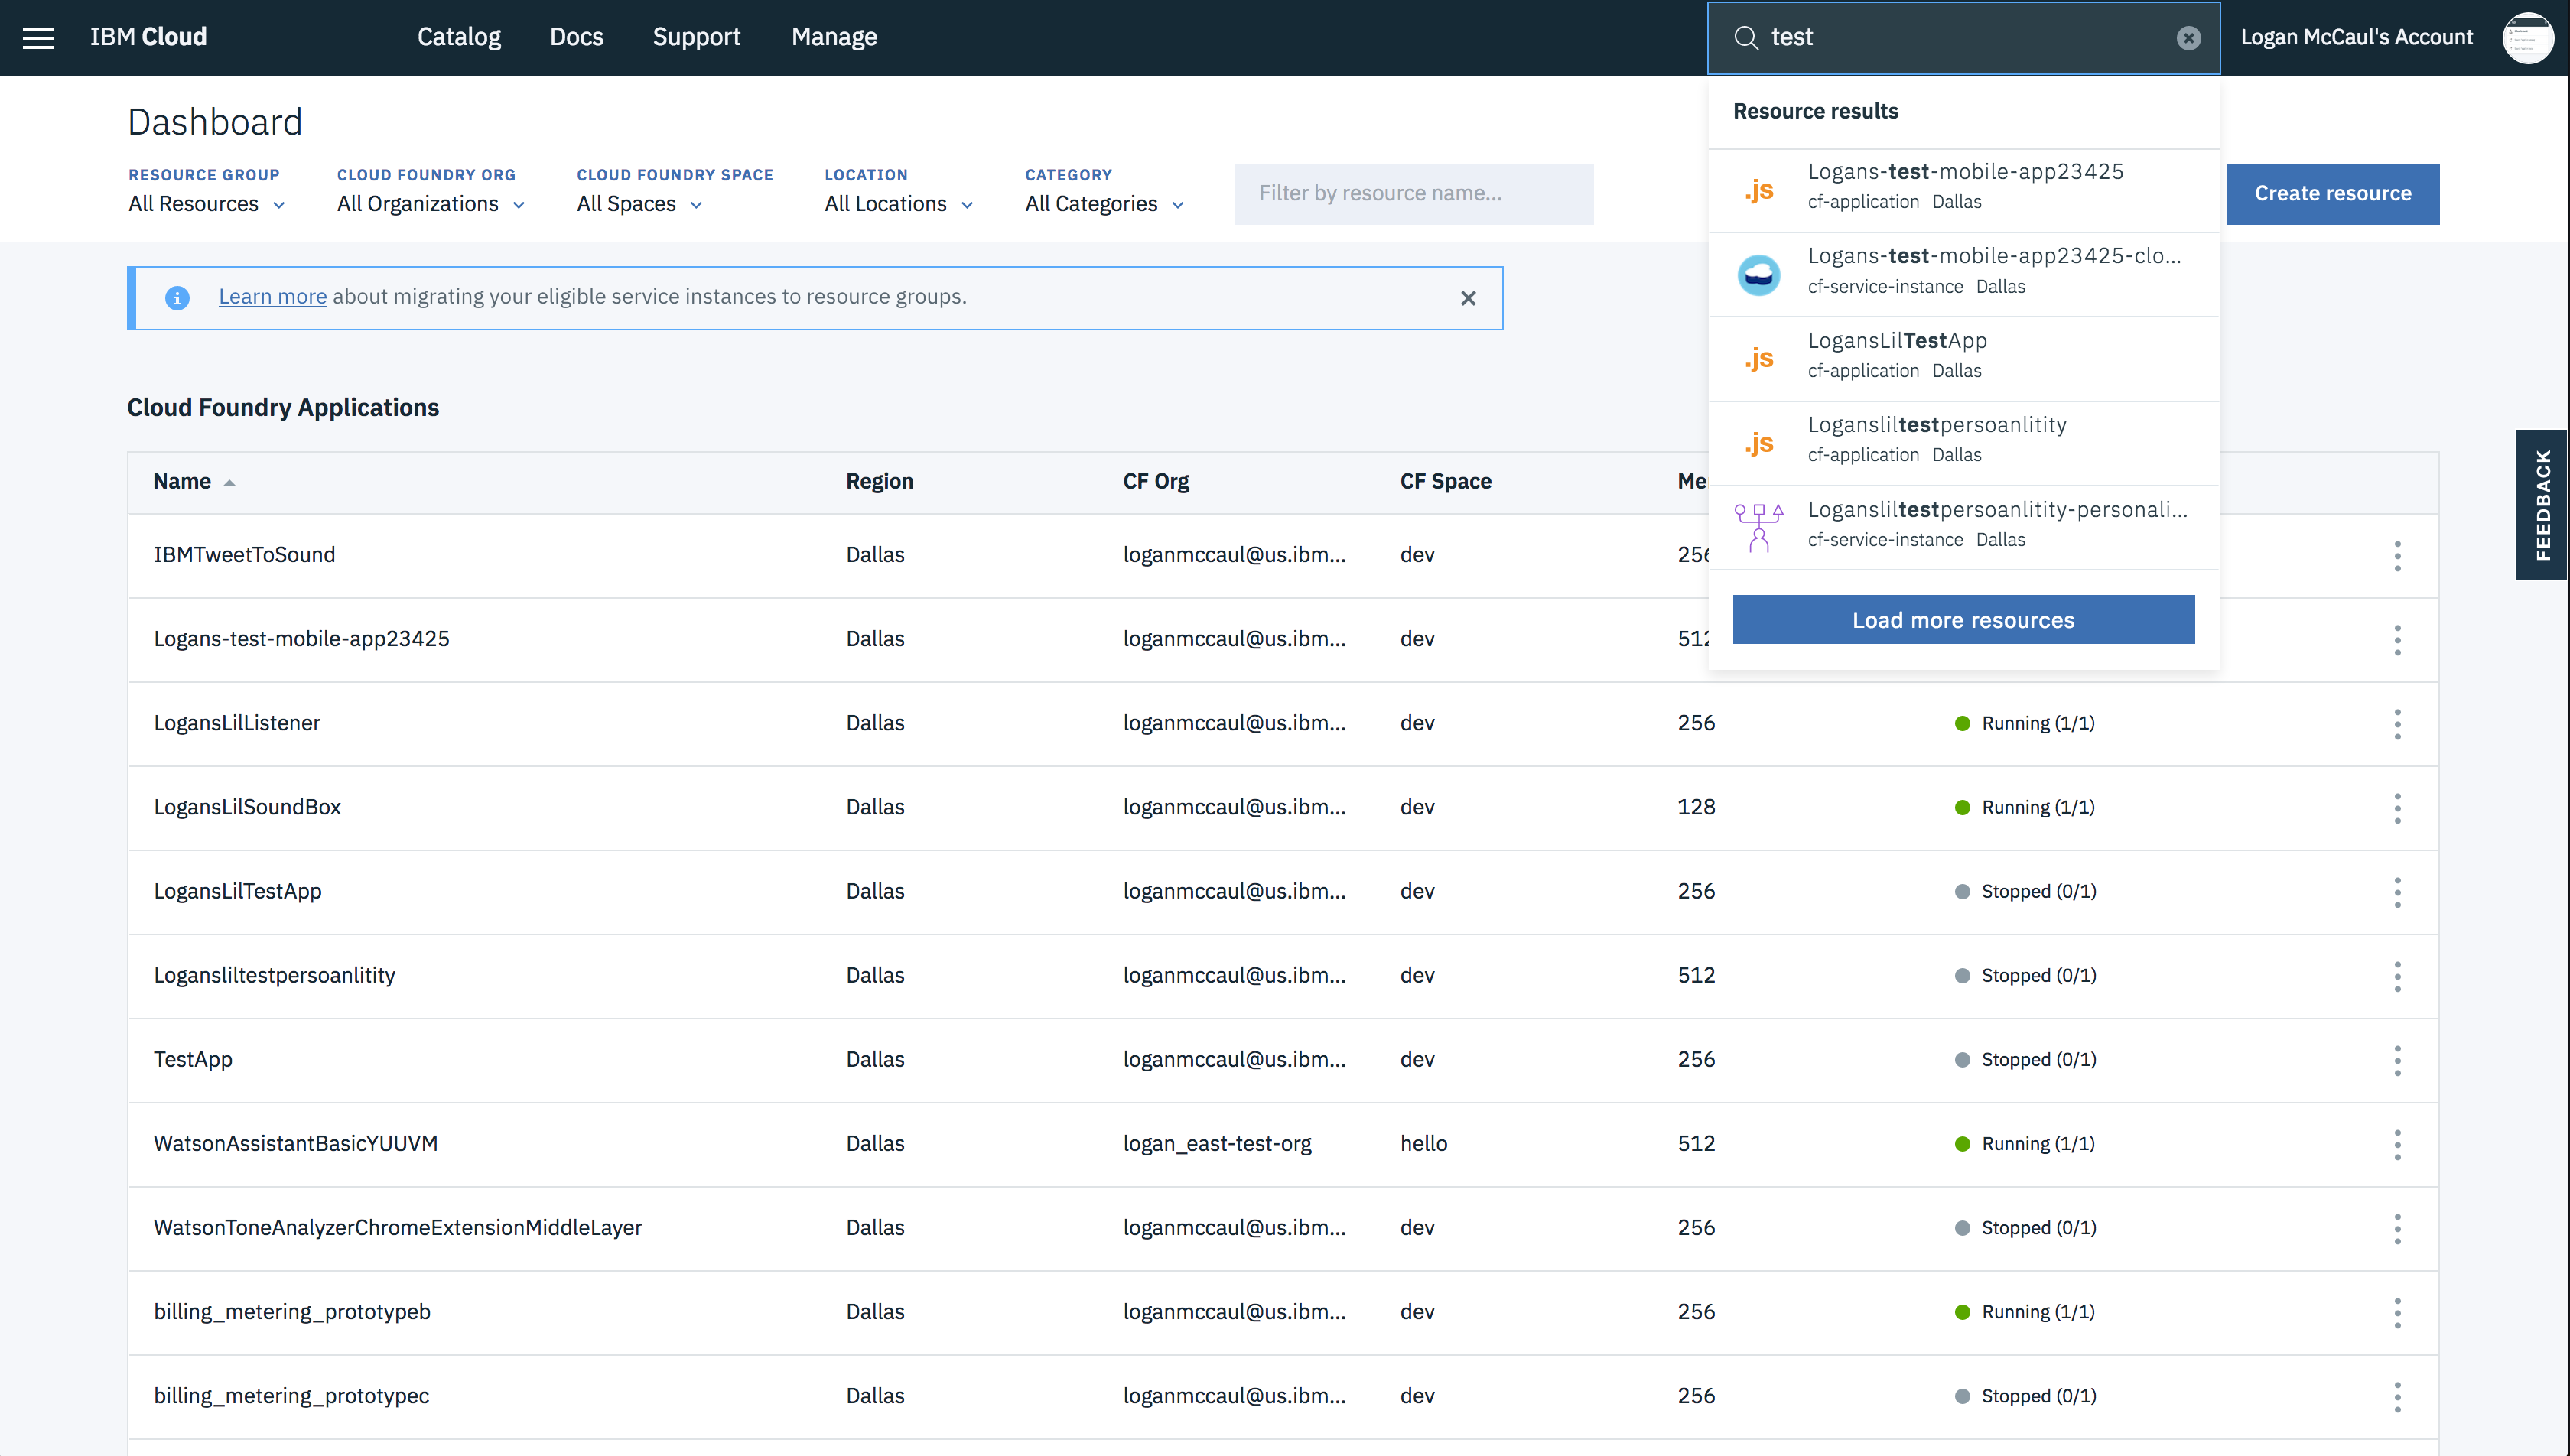 IBM Cloud Catalog Docs Support Manage test Logan McCaul's Account
Dashboard
RESOURCE GROUP CLOUD FOUNDRY ORG CLOUD FOUNDRY SPACE LOCATION CATEGORY
All Resources All Organizations All Spaces All Locations All Categories Filter by resource name... Create resource
Learn more about migrating your eligible service instances to resource groups.
Resource results
.js Logans-test-mobile-app23425
cf-application Dallas
Logans-test-mobile-app23425-clo...
cf-service-instance Dallas
.js LogansLilTestApp
cf-application Dallas
.js Logansliltestpersoanlitity
cf-application Dallas
Logansliltestpersoanlitity-personali...
cf-service-instance Dallas
Load more resources
FEEDBACK
Cloud Foundry Applications
Name Region CF Org CF Space
IBMTweetToSound Dallas loganmccaul@us.ibm... dev
Logans-test-mobile-app23425 Dallas loganmccaul@us.ibm... dev
LogansLilListener Dallas loganmccaul@us.ibm... dev 256 Running (1/1)
LogansLilSoundBox Dallas loganmccaul@us.ibm... dev 128 Running (1/1)
LogansLilTestApp Dallas loganmccaul@us.ibm... dev 256 Stopped (0/1)
Logansliltestpersoanlitity Dallas loganmccaul@us.ibm... dev 512 Stopped (0/1)
TestApp Dallas loganmccaul@us.ibm... dev 256 Stopped (0/1)
WatsonAssistantBasicYUUVM Dallas logan_east-test-org hello 512 Running (1/1)
WatsonToneAnalyzerChromeExtensionMiddleLayer Dallas loganmccaul@us.ibm... dev 256 Stopped (0/1)
billing_metering_prototypeb Dallas loganmccaul@us.ibm... dev 256 Running (1/1)
billing_metering_prototypec Dallas loganmccaul@us.ibm... dev 256 Stopped (0/1)